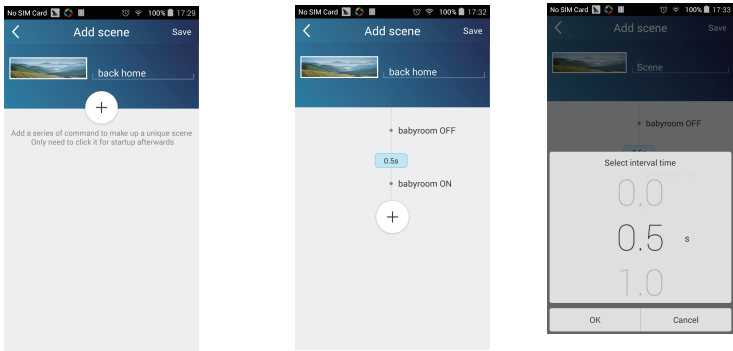 No SIM Card 100% 17:29
Add scene Save
back home
Add a series of command to make up a unique scene
Only need to click it for startup afterwards
No SIM Card 100% 17:32
Add scene Save
back home
babyroom OFF
0.5s
babyroom ON
No SIM Card 100% 17:33
Add scene Save
Scene
babyroom OFF
0.5s
Select interval time
0.0
0.5 s
1.0
OK Cancel